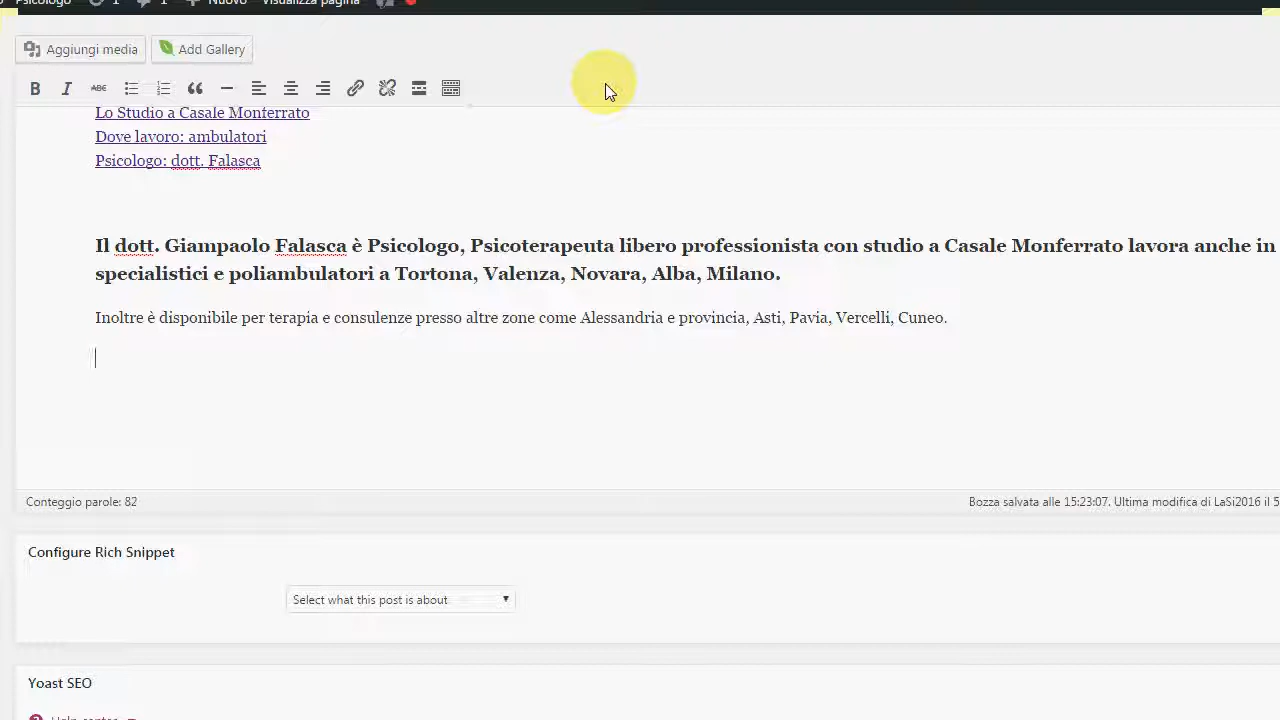 Psicologo 1 1 Nuovo Visualizza pagina
Aggiungi media Add Gallery
B I ABC
Lo Studio a Casale Monferrato
Dove lavoro: ambulatori
Psicologo: dott. Falasca
Il dott. Giampaolo Falasca è Psicologo, Psicoterapeuta libero professionista con studio a Casale Monferrato lavora anche in
specialistici e poliambulatori a Tortona, Valenza, Novara, Alba, Milano.
Inoltre è disponibile per terapia e consulenze presso altre zone come Alessandria e provincia, Asti, Pavia, Vercelli, Cuneo.
Conteggio parole: 82 Bozza salvata alle 15:23:07. Ultima modifica di LaSi2016 il 5
Configure Rich Snippet
Select what this post is about
Yoast SEO
Help centre